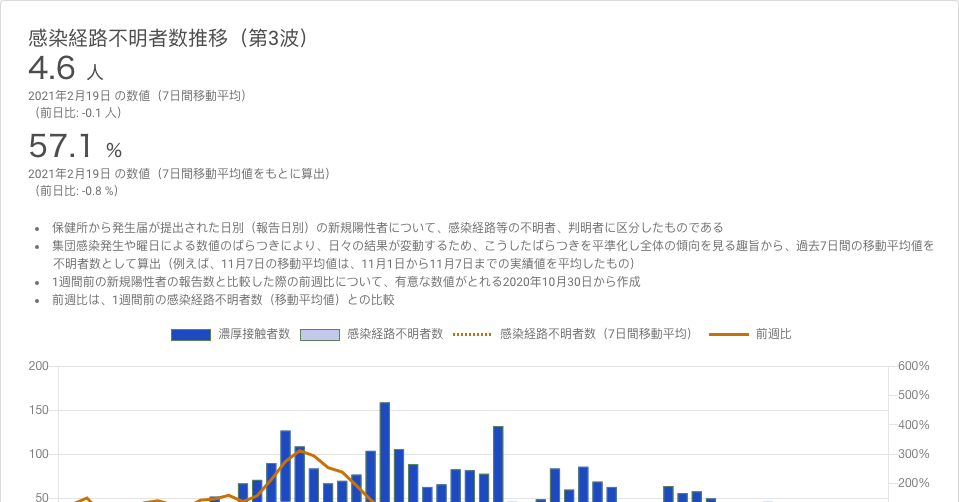 感染経路不明者数推移（第3波）
4.6 人
2021年2月19日 の数値（7日間移動平均）
（前日比: -0.1 人）
57.1 %
2021年2月19日 の数値（7日間移動平均値をもとに算出）
（前日比: -0.8 %）
• 保健所から発生届が提出された日別（報告日別）の新規陽性者について、感染経路等の不明者、判明者に区分したものである
• 集団感染発生や曜日による数値のばらつきにより、日々の結果が変動するため、こうしたばらつきを平準化し全体の傾向を見る趣旨から、過去7日間の移動平均値を
不明者数として算出（例えば、11月7日の移動平均値は、11月1日から11月7日までの実績値を平均したもの）
• 1週間前の新規陽性者の報告数と比較した際の前週比について、有意な数値がとれる2020年10月30日から作成
• 前週比は、1週間前の感染経路不明者数（移動平均値）との比較
濃厚接触者数 感染経路不明者数 感染経路不明者数（7日間移動平均） 前週比
200 600%
500%
150
400%
100 300%
200%
50